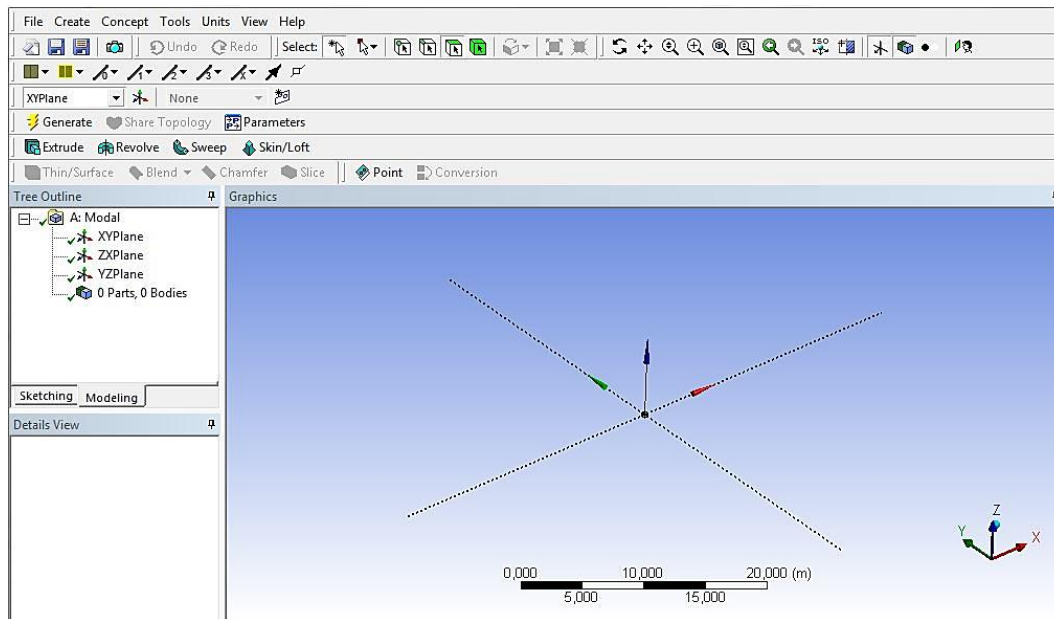 File Create Concept Tools Units View Help
Undo Redo Select: ISO
XYPlane None
Generate Share Topology Parameters
Extrude Revolve Sweep Skin/Loft
Thin/Surface Blend Chamfer Slice Point Conversion
Tree Outline
A: Modal
XYPlane
ZXPlane
YZPlane
0 Parts, 0 Bodies
Sketching Modeling
Details View
Graphics
Z
Y
X
0,000 10,000 20,000 (m)
5,000 15,000